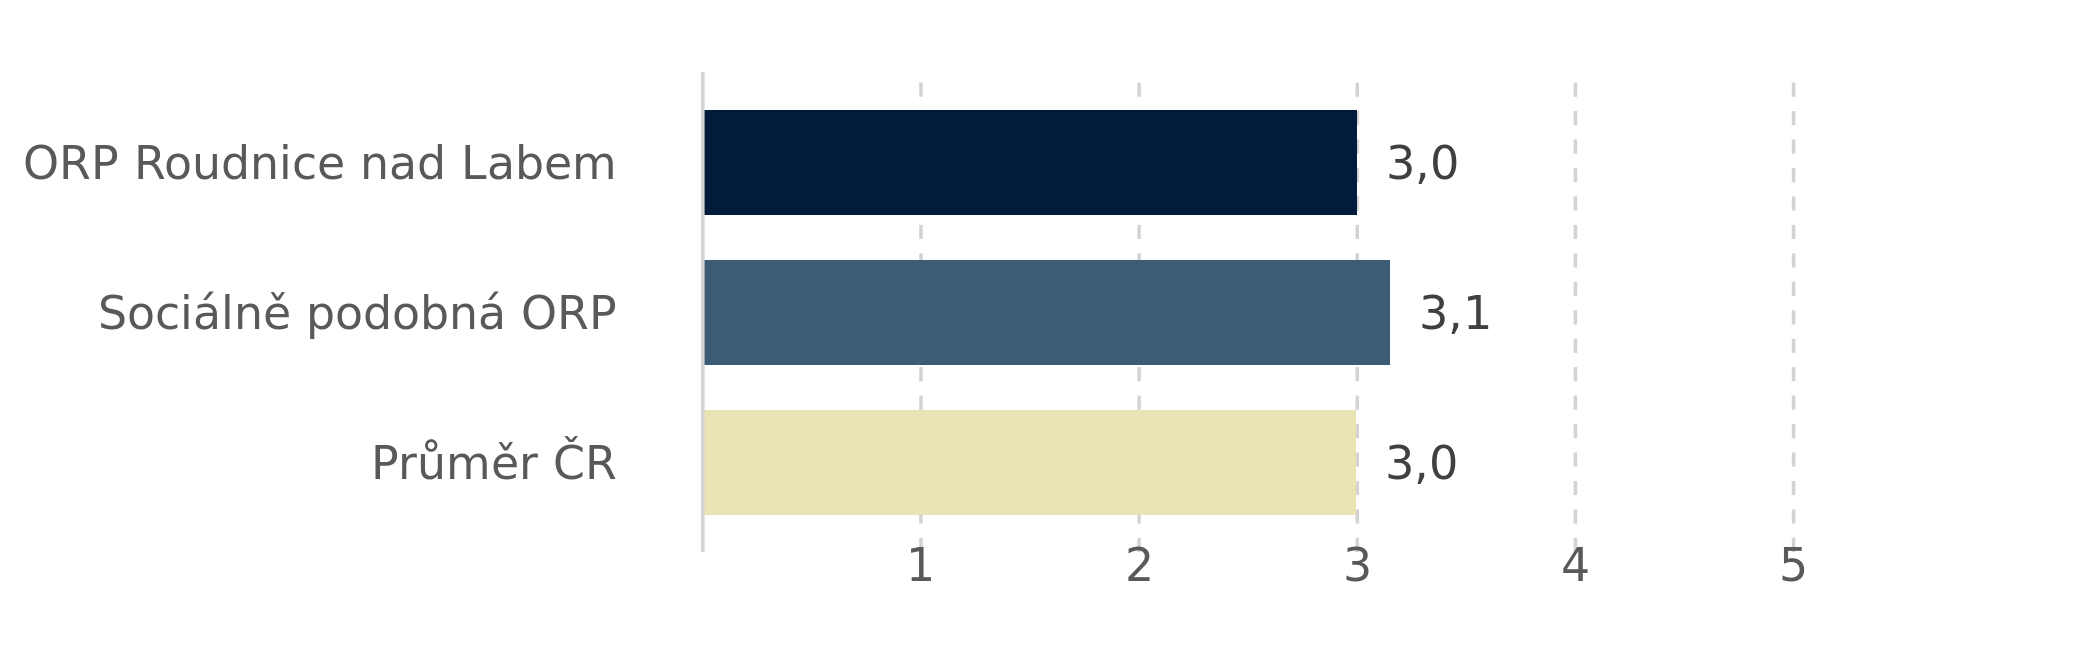 ORP Roudnice nad Labem 3,0
Sociálně podobná ORP 3,1
Průměr ČR 3,0
1 2 3 4 5